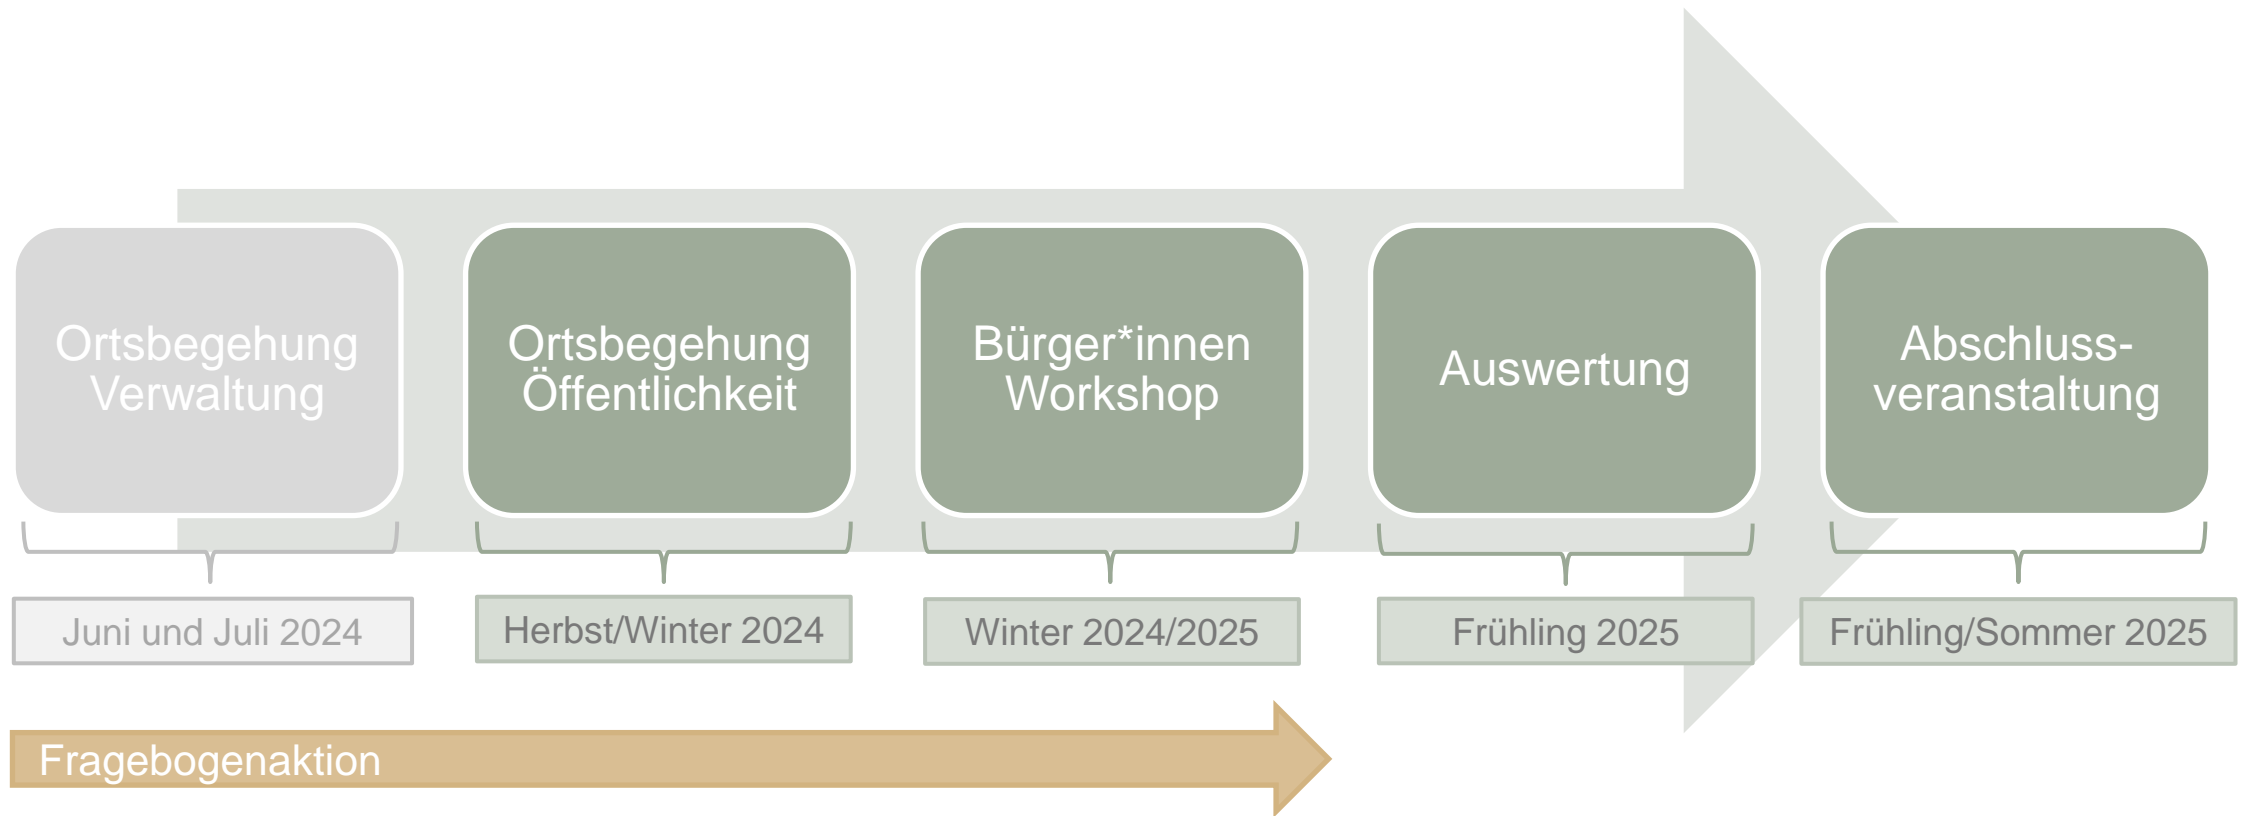 Ortsbegehung
Verwaltung
Ortsbegehung
Öffentlichkeit
Bürger*innen
Workshop
Auswertung
Abschluss-
veranstaltung
Juni und Juli 2024
Herbst/Winter 2024
Winter 2024/2025
Frühling 2025
Frühling/Sommer 2025
Fragebogenaktion